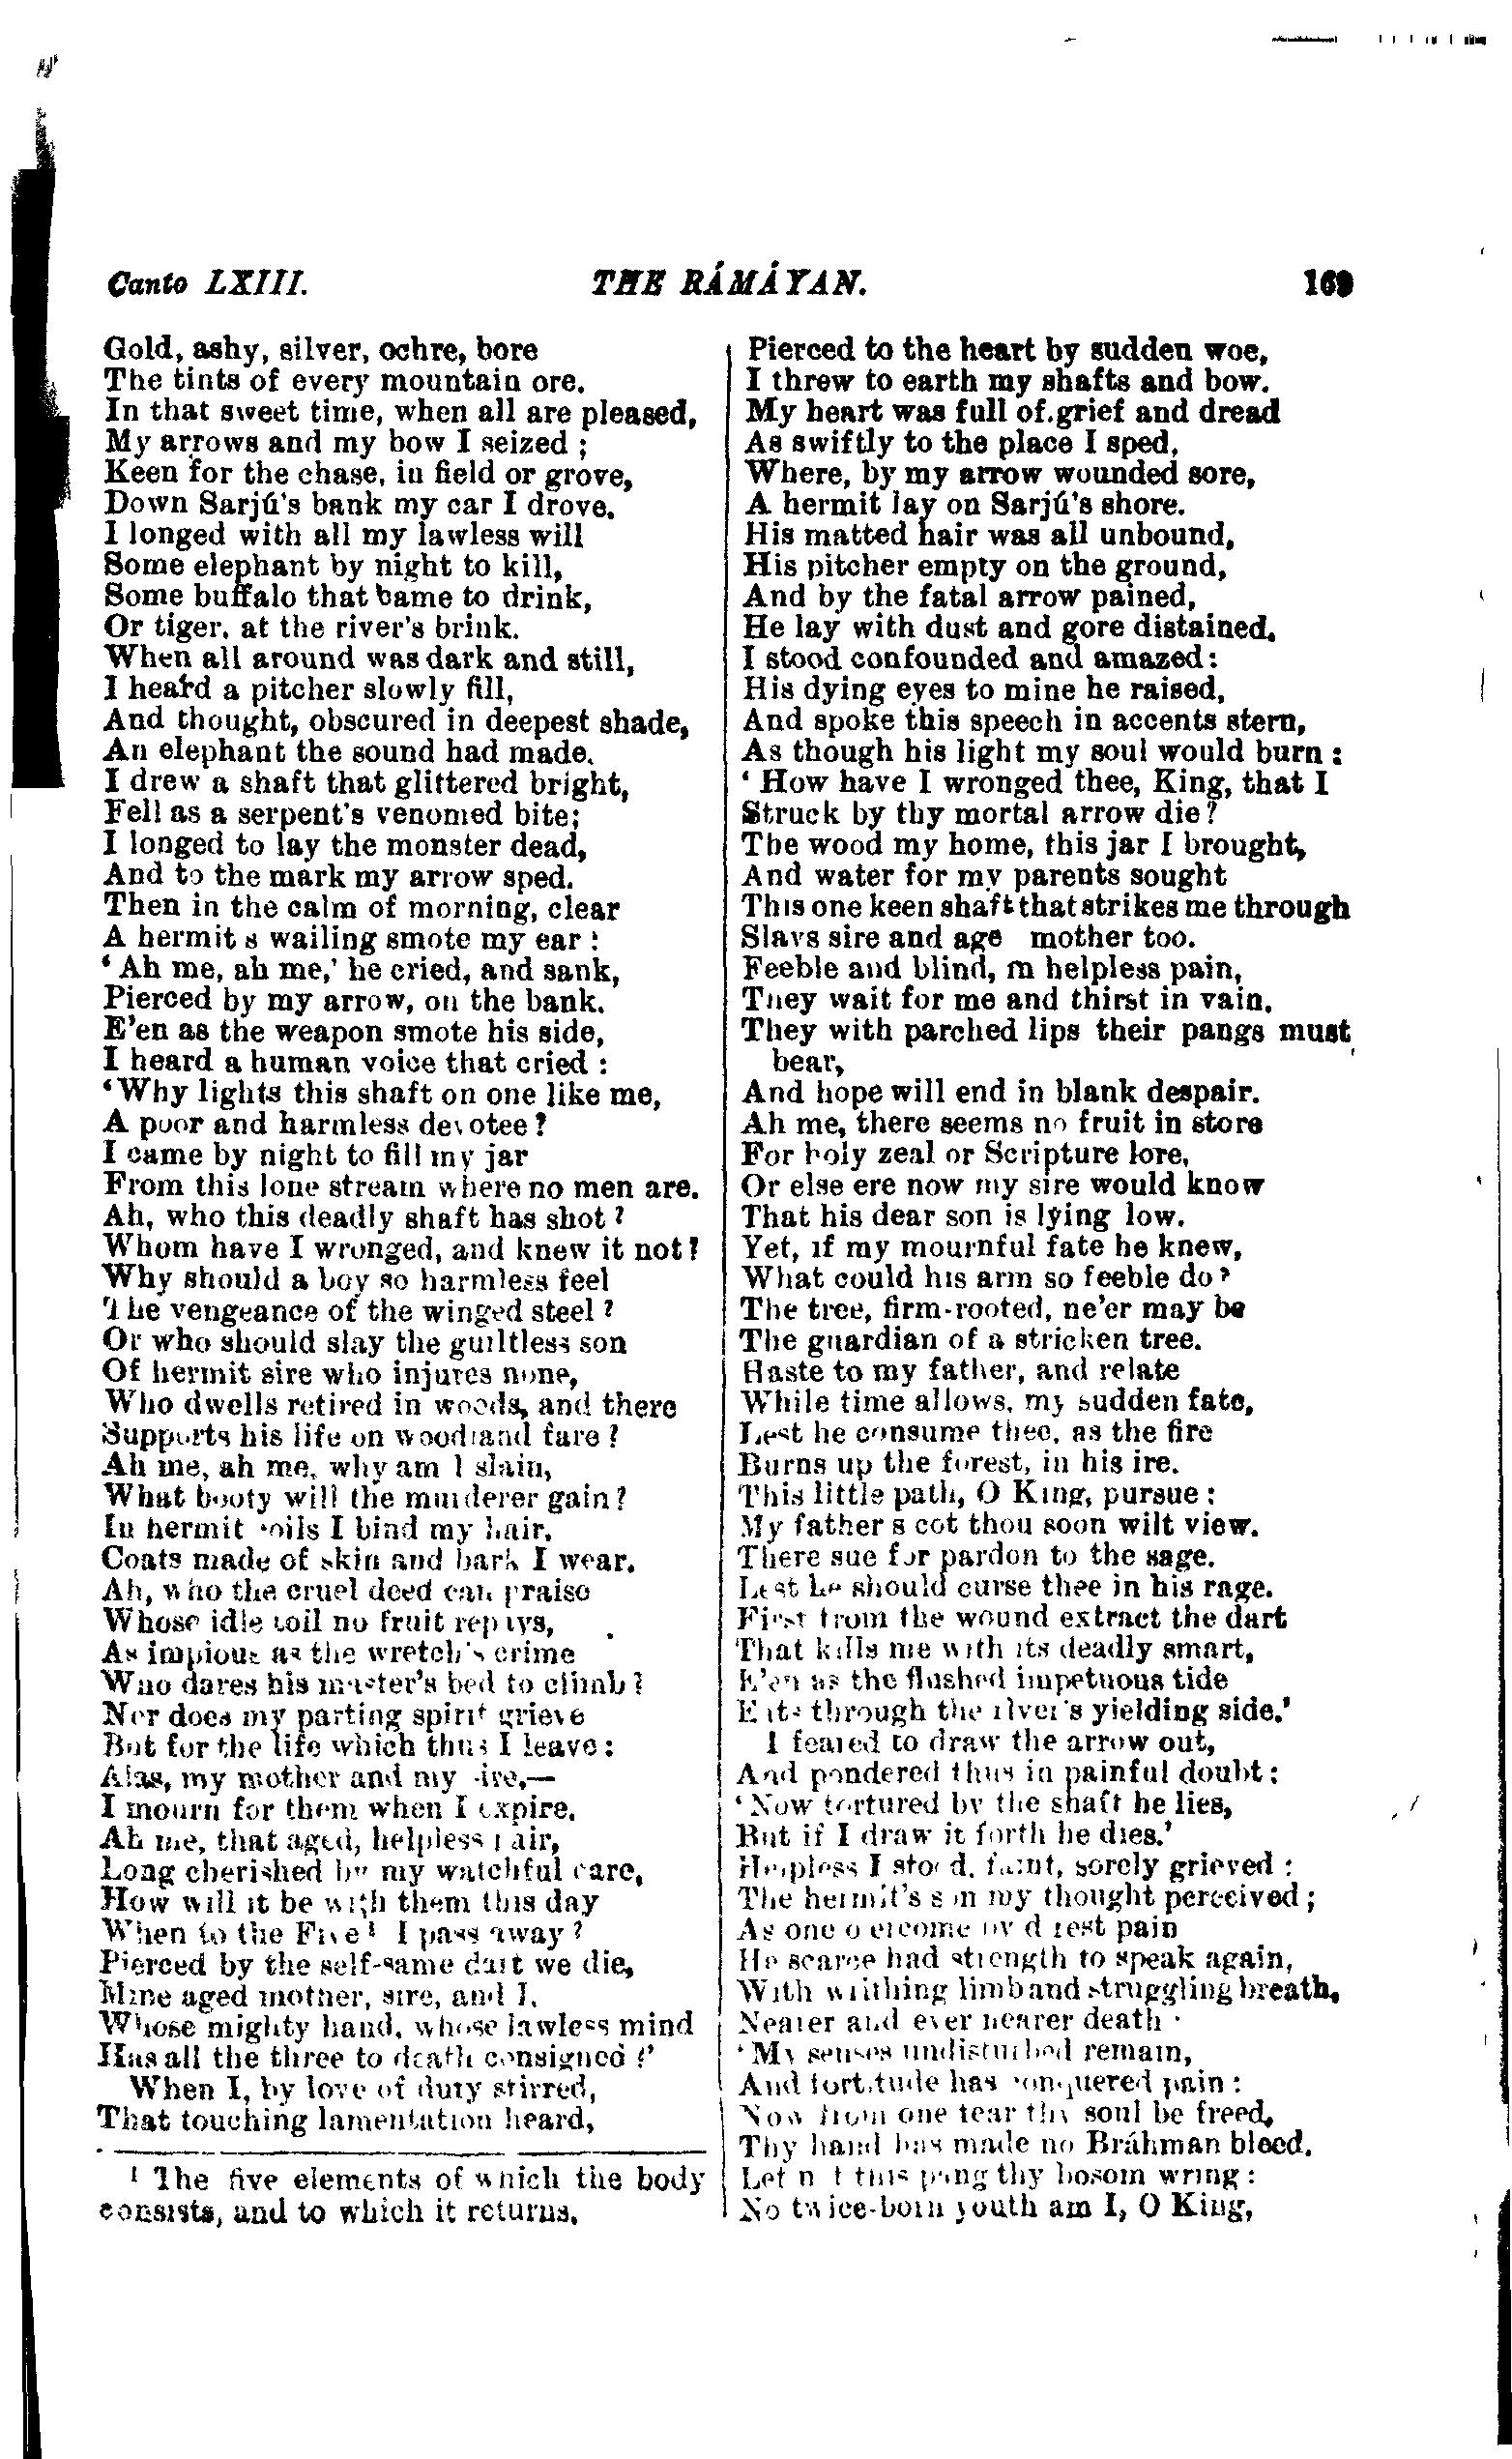 Canto LXIII. THE RÁMÁYAN. 169
Gold, ashy, silver, ochre, bore
The tints of every mountain ore.
In that sweet time, when all are pleased,
My arrows and my bow I seized ;
Keen for the chase, in field or grove,
Down Sarjú's bank my car I drove.
I longed with all my lawless will
Some elephant by night to kill,
Some buffalo that came to drink,
Or tiger, at the river's brink.
When all around was dark and still,
I heard a pitcher slowly fill,
And thought, obscured in deepest shade,
An elephant the sound had made.
I drew a shaft that glittered bright,
Fell as a serpent's venomed bite;
I longed to lay the monster dead,
And to the mark my arrow sped.
Then in the calm of morning, clear
A hermit s wailing smote my ear :
‘ Ah me, ah me,’ he cried, and sank,
Pierced by my arrow, on the bank.
E'en as the weapon smote his side,
I heard a human voice that cried :
‘Why lights this shaft on one like me,
A poor and harmless devotee ?
I came by night to fill my jar
From this lone stream where no men are.
Ah, who this deadly shaft has shot ?
Whom have I wronged, and knew it not?
Why should a boy so harmless feel
The vengeance of the winged steel ?
Or who should slay the guiltless son
Of hermit sire who injures none,
Who dwells retired in woods, and there
Supports his life on woodland fare ?
Ah me, ah me, why am I slain,
What booty will the murderer gain?
In hermit coils I bind my hair,
Coats made of skin and bark I wear.
Ah, who the cruel deed can praise
Whose idle toil no fruit repays,
As impious as the wretch's crime
Who dares his master's bed to climb ?
Nor does my parting spirit grieve
But for the life which thus I leave :
Alas, my mother and my sire,—
I mourn for them when I expire.
Ah me, that aged, helpless pair,
Long cherished by my watchful care,
How will it be with them this day
When to the Five¹ I pass away ?
Pierced by the self-same dart we die,
Mine aged mother, sire, and I.
Whose mighty hand, whose lawless mind
Has all the three to death consigned ?’
When I, by love of duty stirred,
That touching lamentation heard,
¹ The five elements of which the body
consists, and to which it returns.
Pierced to the heart by sudden woe,
I threw to earth my shafts and bow.
My heart was full of grief and dread
As swiftly to the place I sped,
Where, by my arrow wounded sore,
A hermit lay on Sarjú's shore.
His matted hair was all unbound,
His pitcher empty on the ground,
And by the fatal arrow pained,
He lay with dust and gore distained.
I stood confounded and amazed :
His dying eyes to mine he raised,
And spoke this speech in accents stern,
As though his light my soul would burn :
‘ How have I wronged thee, King, that I
Struck by thy mortal arrow die ?
The wood my home, this jar I brought,
And water for my parents sought
This one keen shaft that strikes me through
Slays sire and age mother too.
Feeble and blind, in helpless pain,
They wait for me and thirst in vain.
They with parched lips their pangs must
bear,
And hope will end in blank despair.
Ah me, there seems no fruit in store
For holy zeal or Scripture lore,
Or else ere now my sire would know
That his dear son is lying low.
Yet, if my mournful fate he knew,
What could his arm so feeble do?
The tree, firm-rooted, ne'er may be
The guardian of a stricken tree.
Haste to my father, and relate
While time allows, my sudden fate,
Lest he consume thee, as the fire
Burns up the forest, in his ire.
This little path, O King, pursue :
My father s cot thou soon wilt view.
There sue for pardon to the sage,
Lest he should curse thee in his rage.
First from the wound extract the dart
That kills me with its deadly smart,
E'en as the flushed impetuous tide
Eats through the river's yielding side.’
I feared to draw the arrow out,
And pondered thus in painful doubt :
‘Now tortured by the shaft he lies,
But if I draw it forth he dies.’
Helpless I stood, faint, sorely grieved :
The hermit's son my thought perceived ;
As one o'ercome by direst pain
He scarce had strength to speak again,
With writhing limb and struggling breath,
Nearer and ever nearer death
‘My senses undisturbed remain,
And fortitude has conquered pain :
Now from one tear thy soul be freed,
Thy hand has made no Bráhman bleed.
Let not this pang thy bosom wring :
No twice-born youth am I, O King,